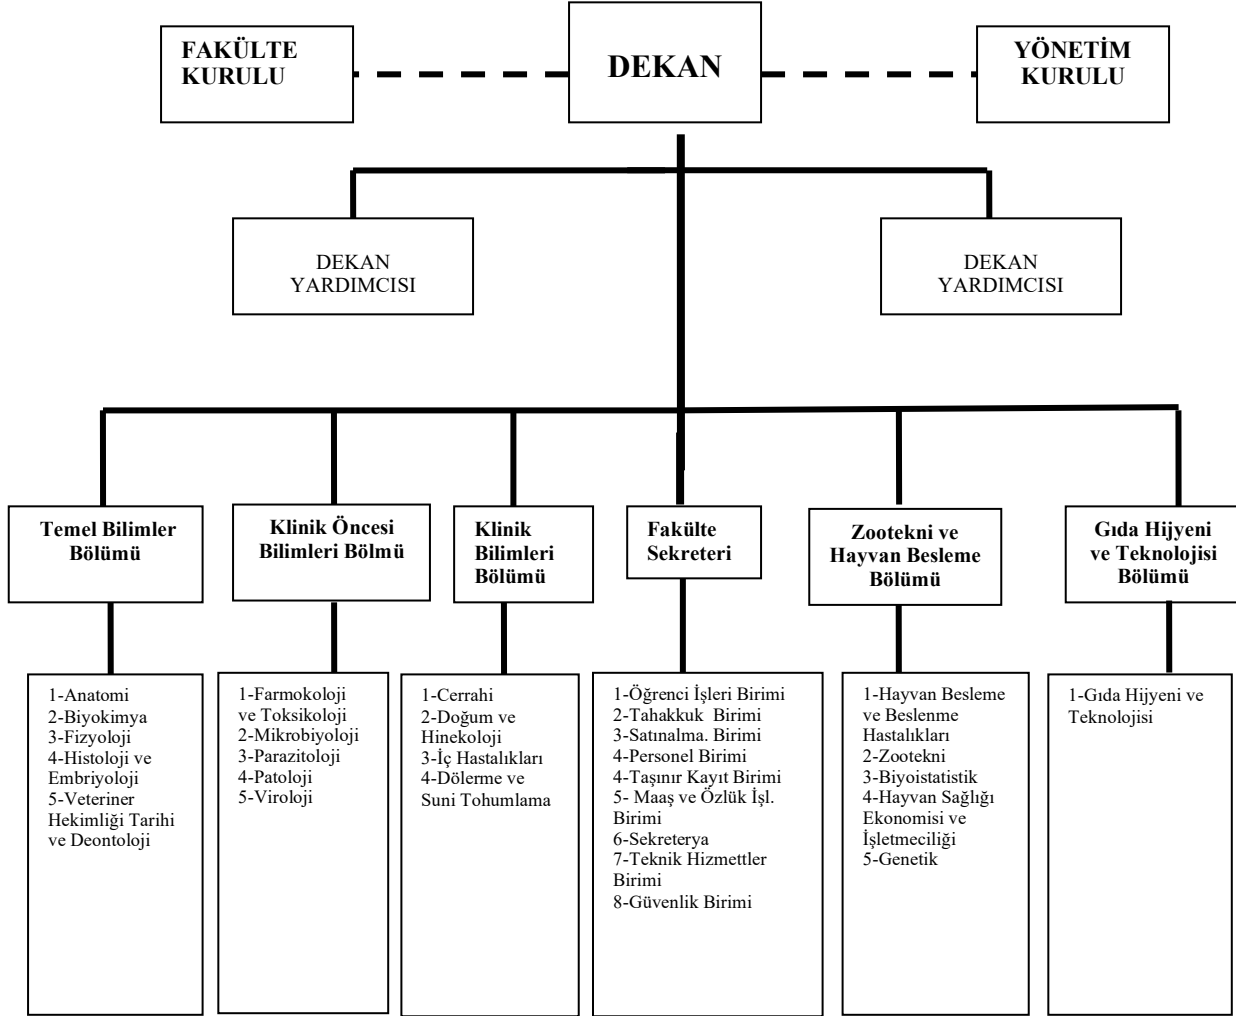 FAKÜLTE
KURULU
DEKAN
YÖNETİM
KURULU
DEKAN
YARDIMCISI
DEKAN
YARDIMCISI
Temel Bilimler
Bölümü
Klinik Öncesi
Bilimleri Bölmü
Klinik
Bilimleri
Bölümü
Fakülte
Sekreteri
Zootekni ve
Hayvan Besleme
Bölümü
Gıda Hijyeni
ve Teknolojisi
Bölümü
1-Anatomi
2-Biyokimya
3-Fizyoloji
4-Histoloji ve
Embriyoloji
5-Veteriner
Hekimliği Tarihi
ve Deontoloji
1-Farmokoloji
ve Toksikoloji
2-Mikrobiyoloji
3-Parazitoloji
4-Patoloji
5-Viroloji
1-Cerrahi
2-Doğum ve
Hinekoloji
3-İç Hastalıkları
4-Dölerme ve
Suni Tohumlama
1-Öğrenci İşleri Birimi
2-Tahakkuk  Birimi
3-Satınalma. Birimi
4-Personel Birimi
4-Taşınır Kayıt Birimi
5- Maaş ve Özlük İşl.
Birimi
6-Sekreterya
7-Teknik Hizmettler
Birimi
8-Güvenlik Birimi
1-Hayvan Besleme
ve Beslenme
Hastalıkları
2-Zootekni
3-Biyoistatistik
4-Hayvan Sağlığı
Ekonomisi ve
İşletmeciliği
5-Genetik
1-Gıda Hijyeni ve
Teknolojisi